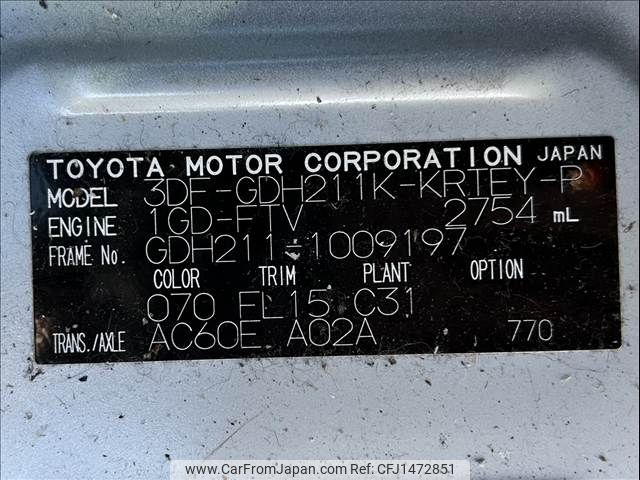 TOYOTA MOTOR CORPORATION JAPAN
MODEL 3DF-GDH211K-KRTEY-P
ENGINE 1GD-FTV 2754 mL
FRAME No. GDH211-1009197
COLOR TRIM PLANT OPTION
070 FL15 C31
TRANS./AXLE AC60E A02A 770
www.CarFromJapan.com CFJ1472851